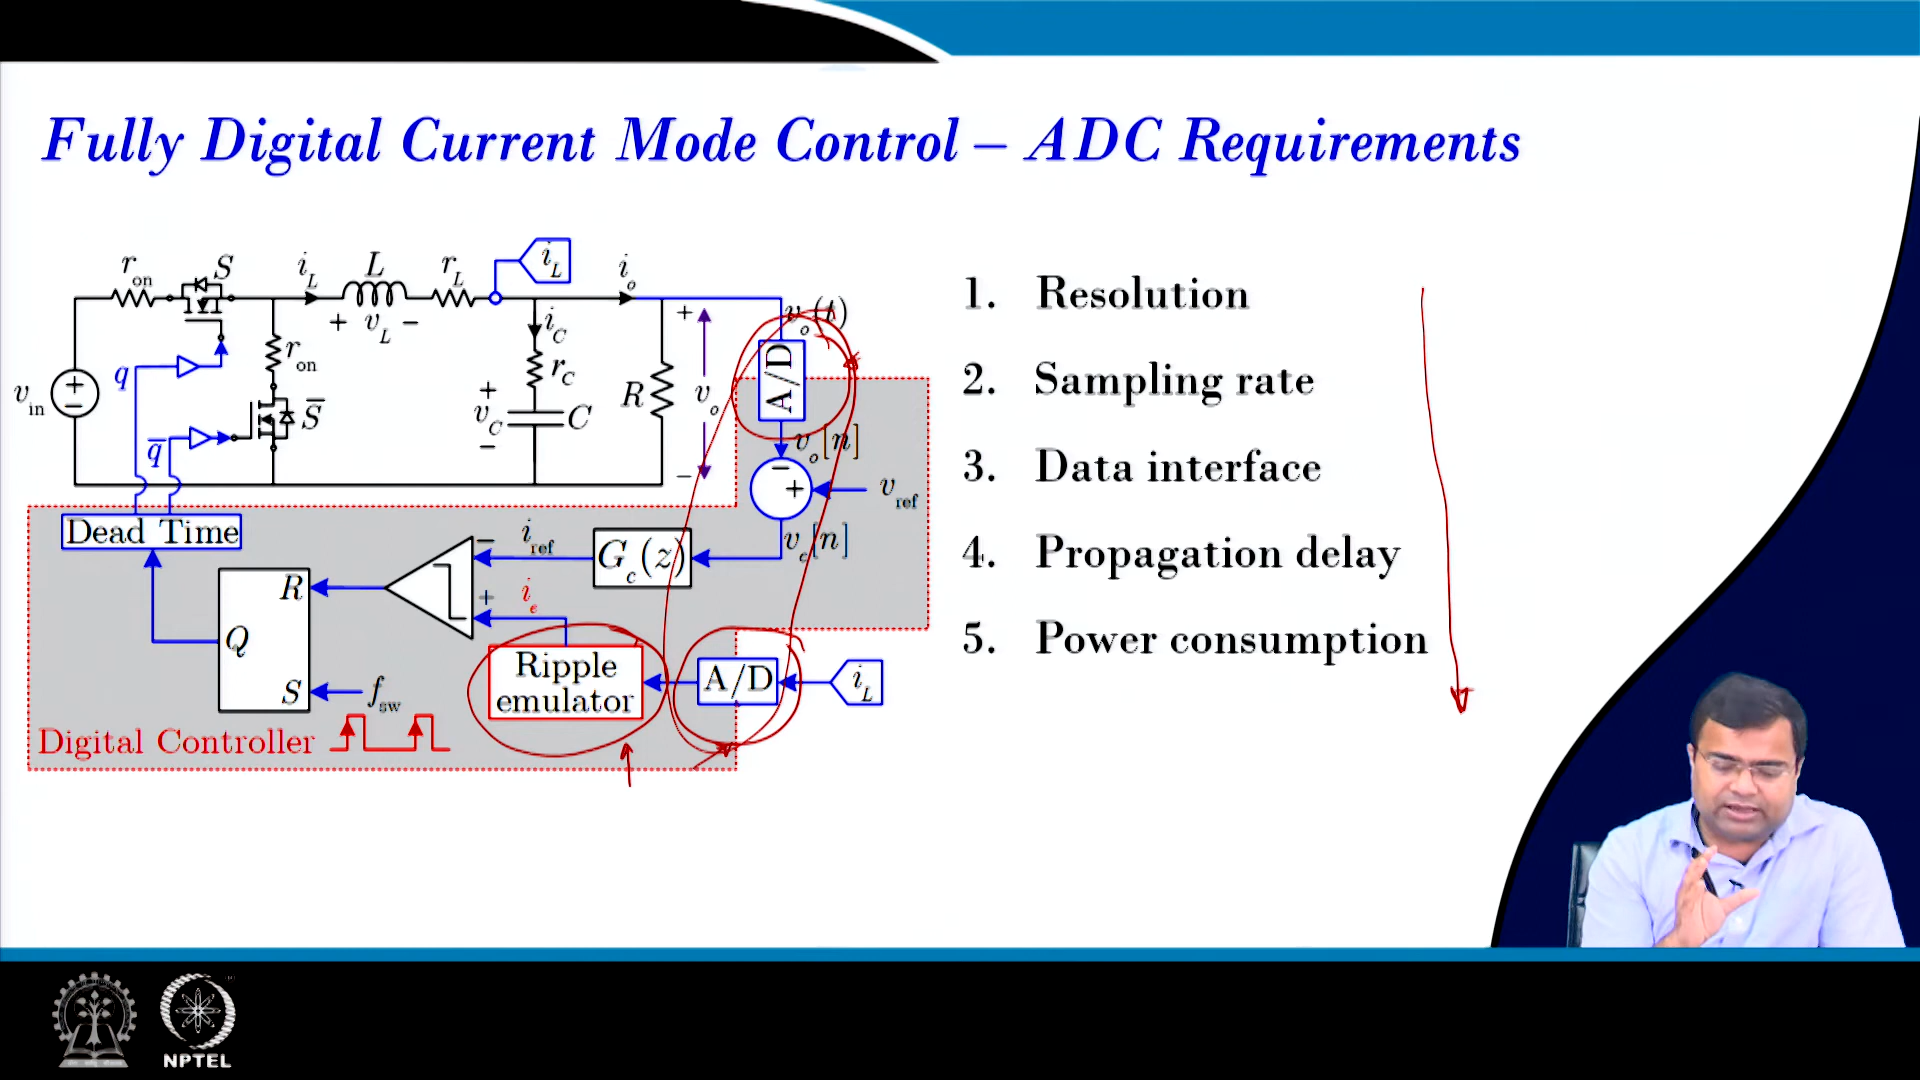 Fully Digital Current Mode Control – ADC Requirements
r_on S i_L L r_L i_L i_o
+ v_L −
v_in + −
q
r_on
q̅
S̅
i_C
r_C
+ v_C −
C
R
+ v_o −
v_o(t)
A/D
v_o[n]
− +
v_ref
v_e[n]
Dead Time
R
Q
S
f_sw
− i_ref
+ i_e
G_c(z)
Ripple
emulator
A/D
i_L
Digital Controller
1. Resolution
2. Sampling rate
3. Data interface
4. Propagation delay
5. Power consumption
NPTEL